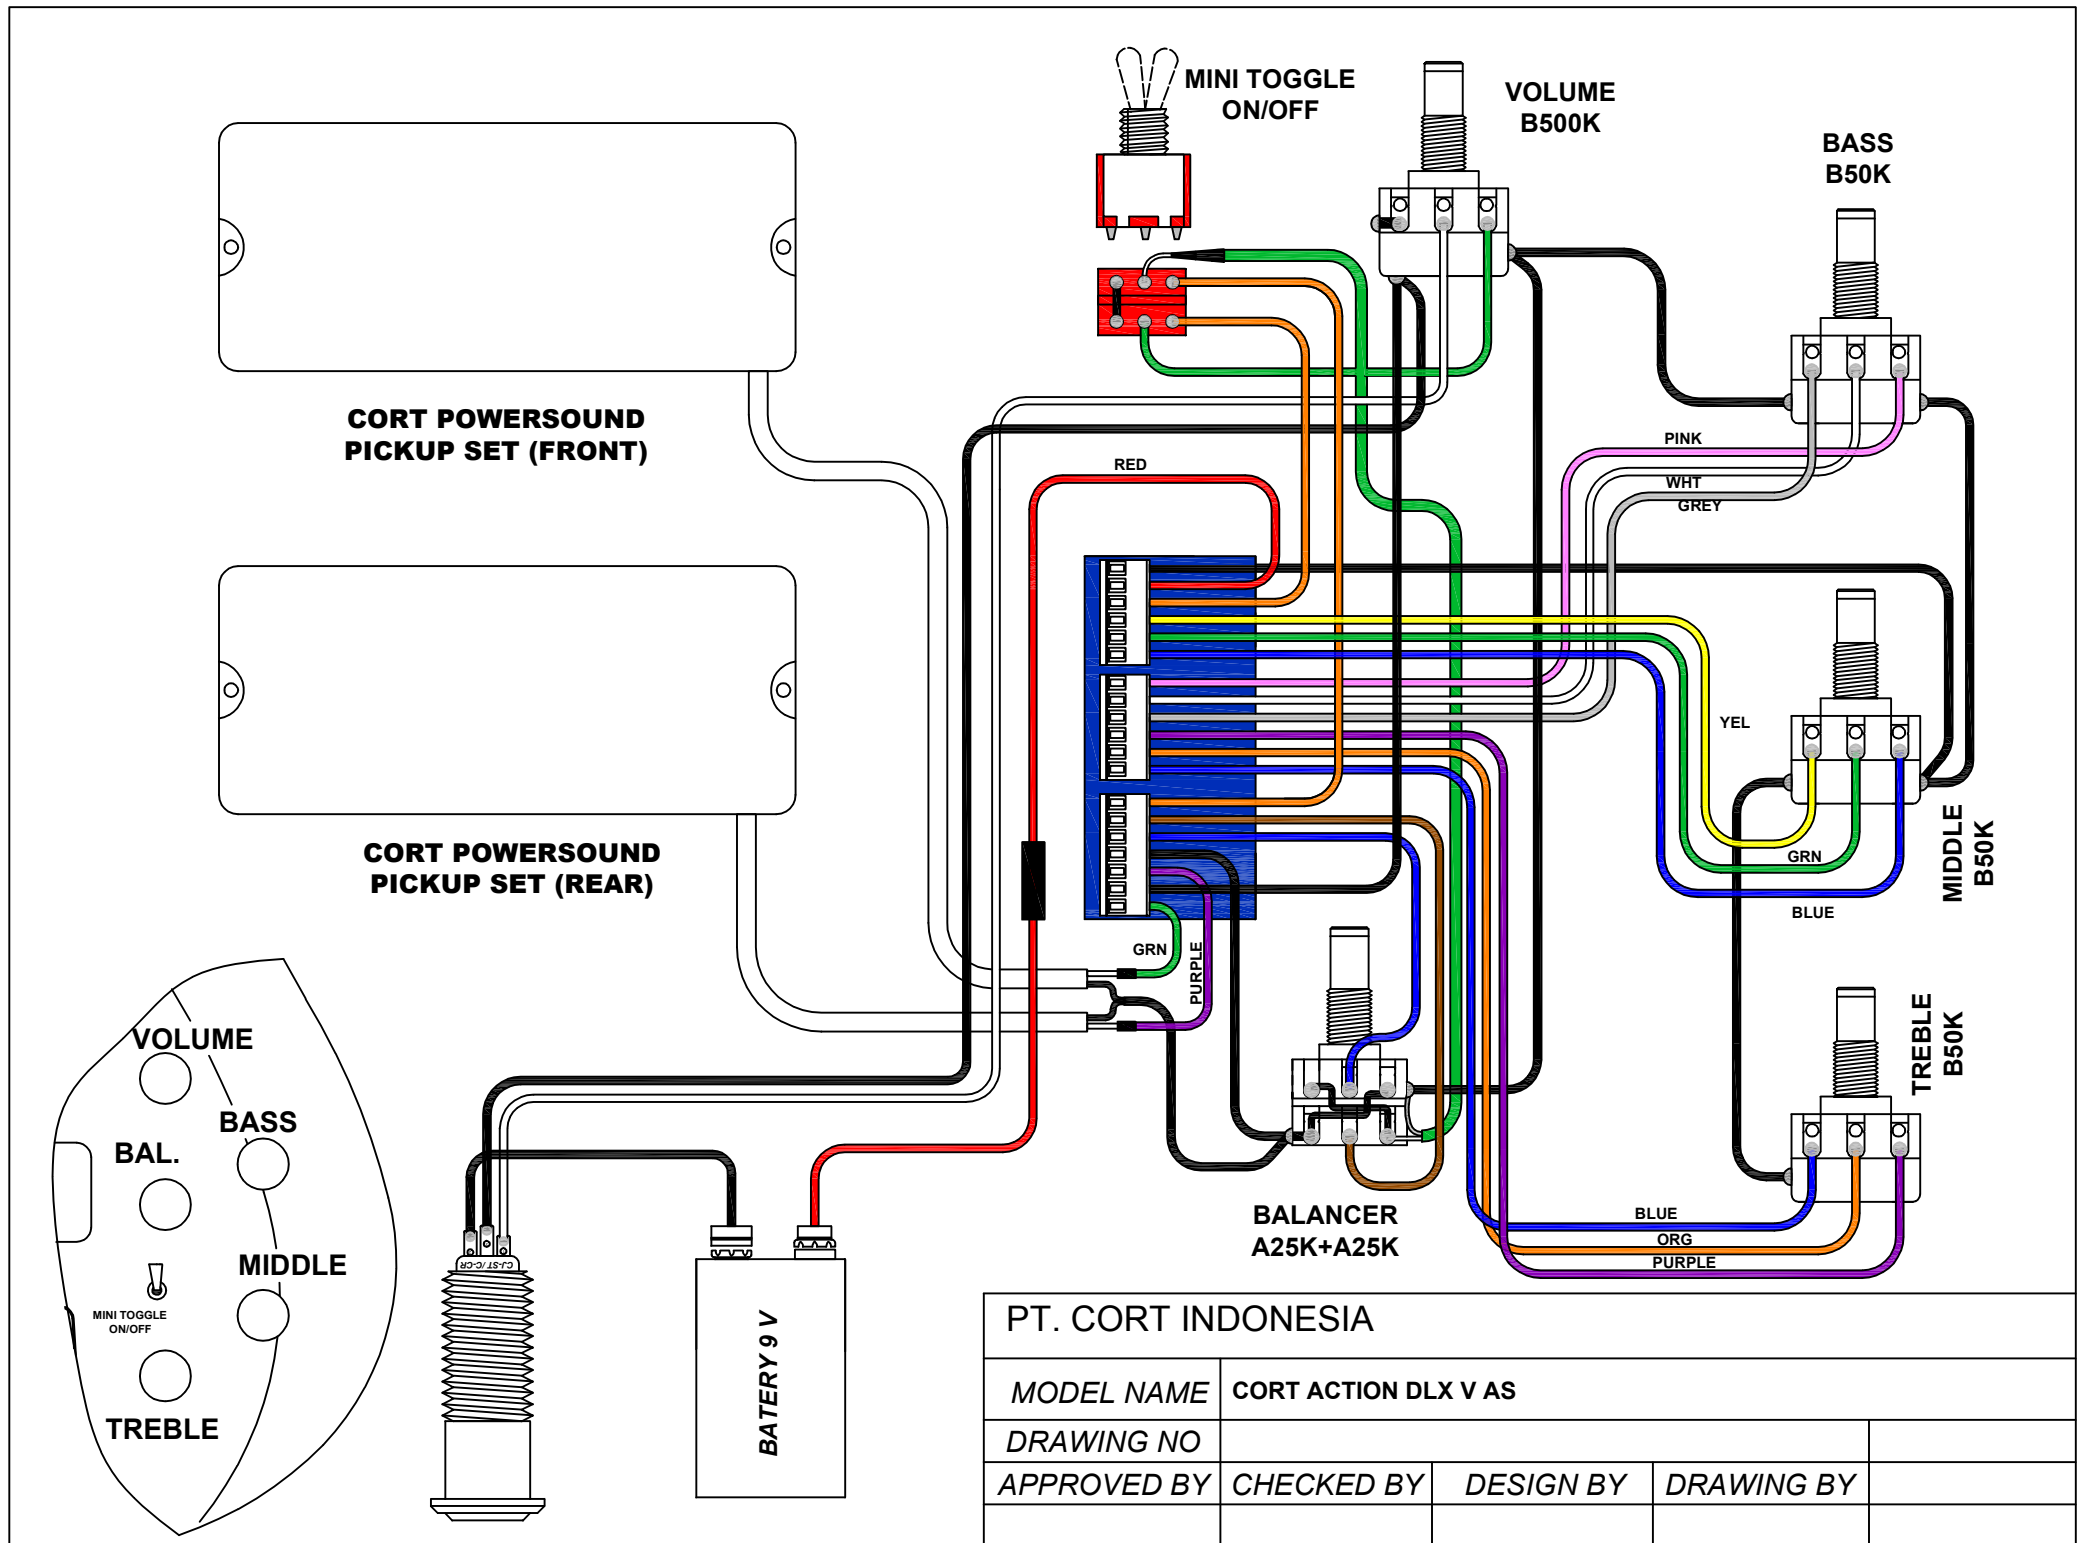 MINI TOGGLE
ON/OFF
VOLUME
B500K
BASS
B50K
CORT POWERSOUND
PICKUP SET (FRONT)
RED
PINK
WHT
GREY
YEL
GRN
BLUE
MIDDLE
B50K
CORT POWERSOUND
PICKUP SET (REAR)
GRN
PURPLE
TREBLE
B50K
VOLUME
BASS
BAL.
MIDDLE
MINI TOGGLE
ON/OFF
TREBLE
CJ-ST/C-CR
BATERY 9 V
BALANCER
A25K+A25K
BLUE
ORG
PURPLE
PT. CORT INDONESIA
MODEL NAME CORT ACTION DLX V AS
DRAWING NO
APPROVED BY CHECKED BY DESIGN BY DRAWING BY